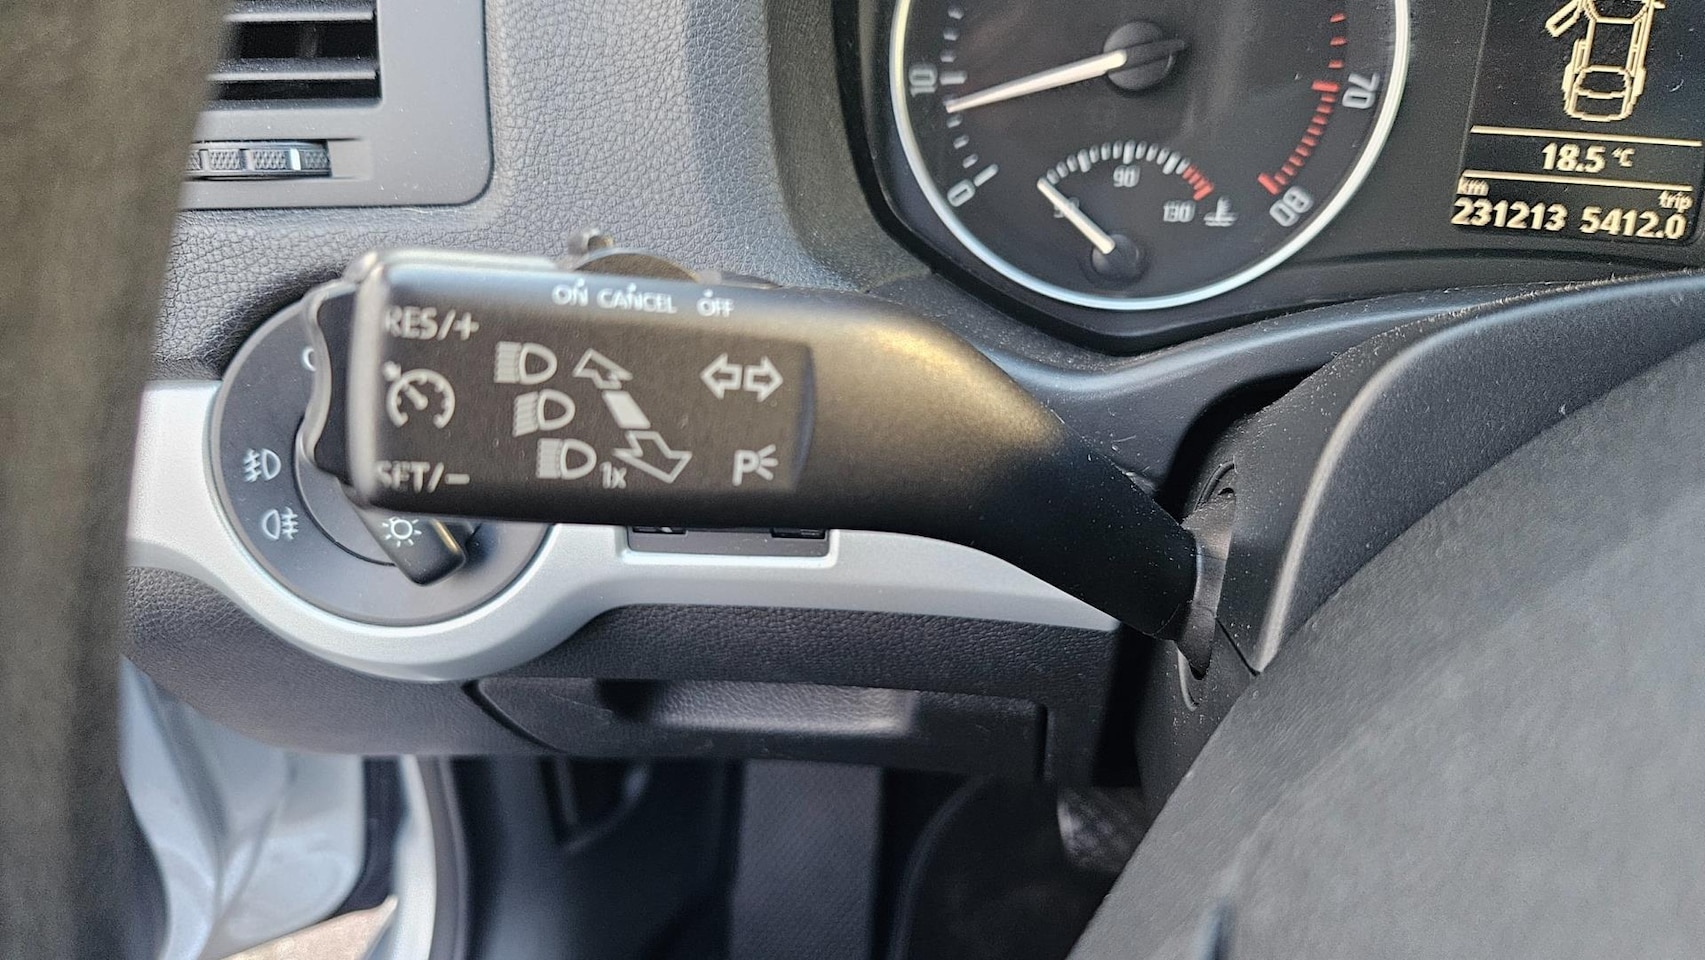 10
0
70
80
90
130
18.5 °C
km trip
231213 5412.0
ON CANCEL OFF
RES/+
1x
SET/-
P